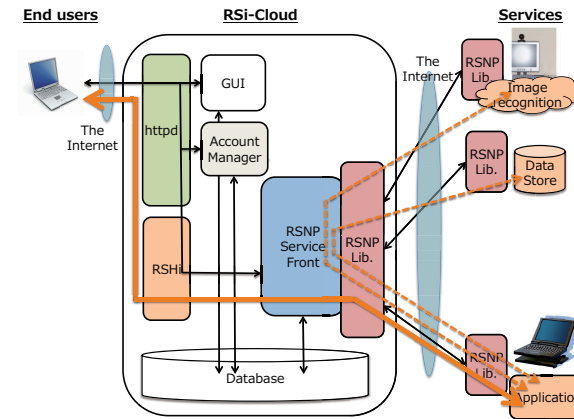 End users
RSi-Cloud
Services
The
Internet
httpd
GUI
Account
Manager
RSHi
RSNP
Service
Front
RSNP
Lib.
Database
The
Internet
RSNP
Lib.
Image
recognition
RSNP
Lib.
Data
Store
RSNP
Lib.
Application